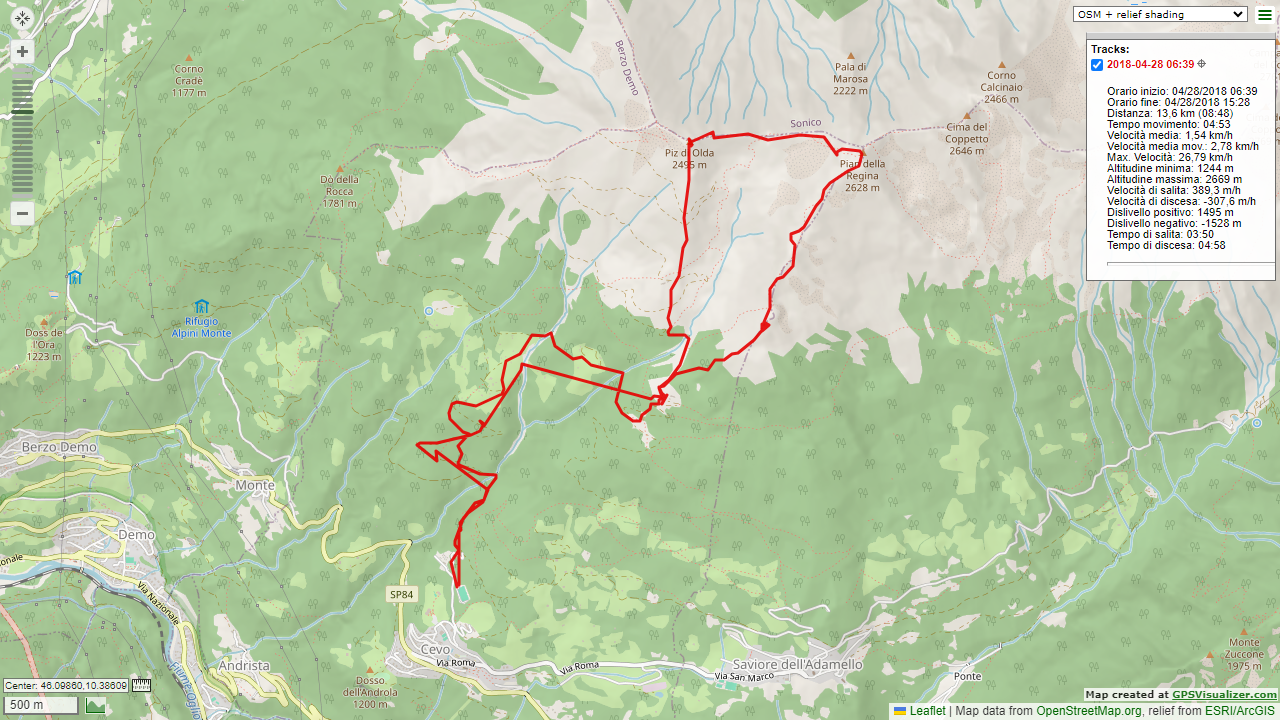 OSM + relief shading
Tracks:
2018-04-28 06:39
Orario inizio: 04/28/2018 06:39
Orario fine: 04/28/2018 15:28
Distanza: 13,6 km (08:48)
Tempo movimento: 04:53
Velocità media: 1,54 km/h
Velocità media mov.: 2,78 km/h
Max. Velocità: 26,79 km/h
Altitudine minima: 1244 m
Altitudine massima: 2669 m
Velocità di salita: 389,3 m/h
Velocità di discesa: -307,6 m/h
Dislivello positivo: 1495 m
Dislivello negativo: -1528 m
Tempo di salita: 03:50
Tempo di discesa: 04:58
Corno
Crade
1177 m
Berzo Demo
Pala di
Marosa
2222 m
Corno
Calcinaio
2466 m
Sonico
Cima del
Coppetto
2646 m
Piz di Olda
2495 m
Pian della
Regina
2628 m
Dò della
Rocca
1781 m
Rifugio
Alpini Monte
Doss de
l'Ora
1223 m
Berzo Demo
Monte
Demo
Via Nazionale
SP84
Cevo
Via Roma
Via Roma
Saviore dell'Adamello
Via San Marco
Ponte
Monte
Zuccone
1975 m
Andrista
Dosso
dell'Androla
1200 m
Center: 46.09860,10.38609
500 m
Map created at GPSVisualizer.com
Leaflet | Map data from OpenStreetMap.org, relief from ESRI/ArcGIS